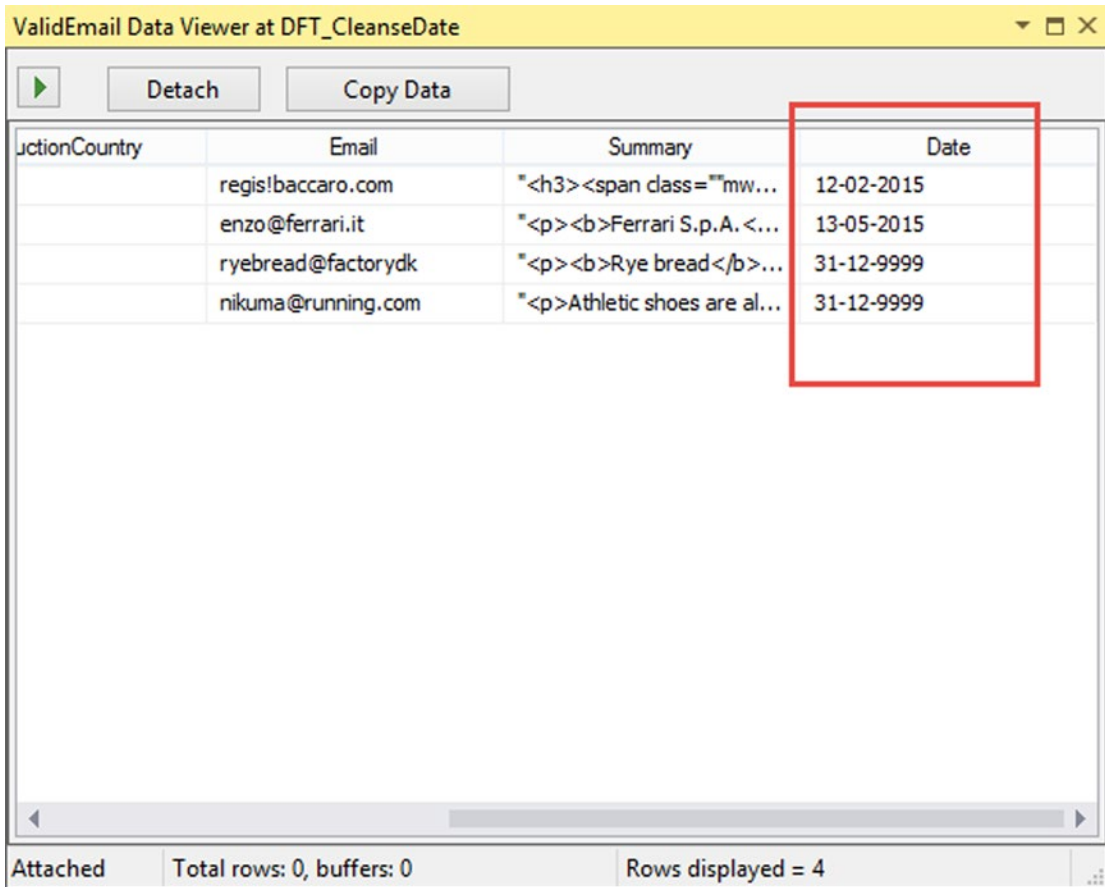 ValidEmail Data Viewer at DFT_CleanseDate
Detach Copy Data
uctionCountry Email Summary Date
regis!baccaro.com "<h3><span class=""mw... 12-02-2015
enzo@ferrari.it "<p><b>Ferrari S.p.A.<... 13-05-2015
ryebread@factorydk "<p><b>Rye bread</b>... 31-12-9999
nikuma@running.com "<p>Athletic shoes are al... 31-12-9999
Attached Total rows: 0, buffers: 0 Rows displayed = 4